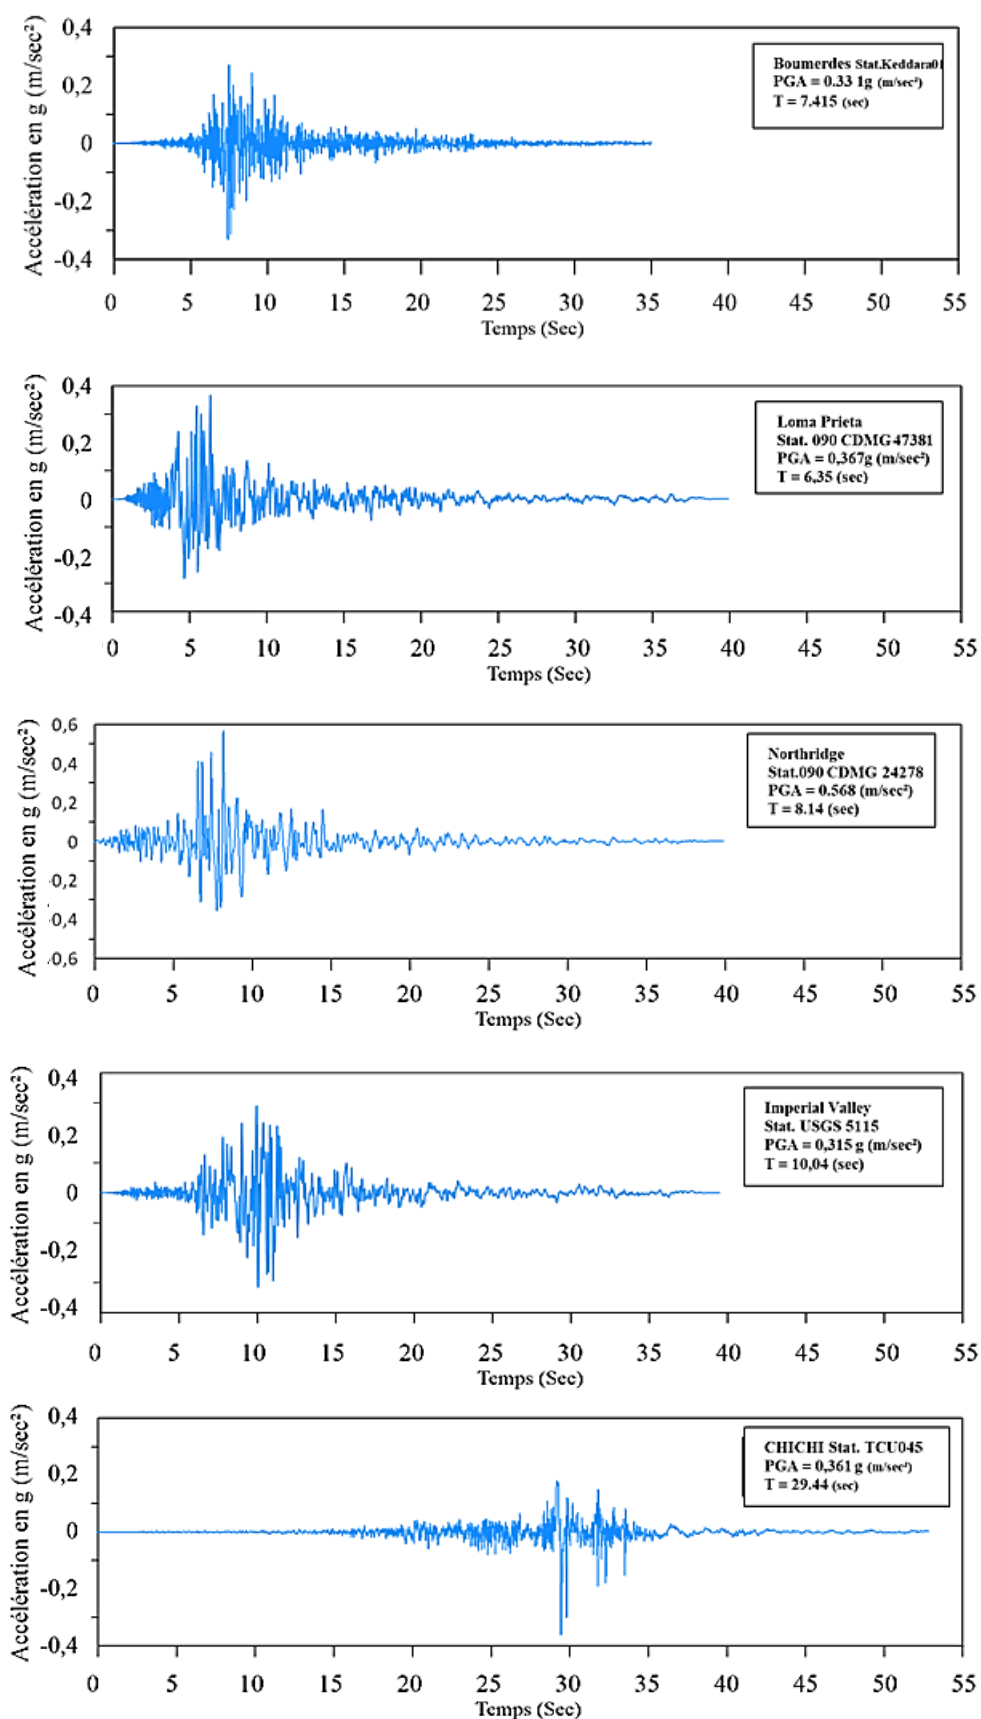 Accélération en g (m/sec²)
0,4
0,2
0
-0,2
-0,4
Boumerdes Stat.Keddara01
PGA = 0.33 1g (m/sec²)
T = 7.415 (sec)
0 5 10 15 20 25 30 35 40 45 50 55
Temps (Sec)
Accélération en g (m/sec²)
0,4
0,2
0
-0,2
-0,4
Loma Prieta
Stat. 090 CDMG 47381
PGA = 0,367g (m/sec²)
T = 6,35 (sec)
0 5 10 15 20 25 30 35 40 45 50 55
Temps (Sec)
Accélération en g (m/sec²)
0,6
0,4
0,2
0
-0,2
-0,4
-0,6
Northridge
Stat.090 CDMG 24278
PGA = 0.568 (m/sec²)
T = 8.14 (sec)
0 5 10 15 20 25 30 35 40 45 50 55
Temps (Sec)
Accélération en g (m/sec²)
0,4
0,2
0
-0,2
-0,4
Imperial Valley
Stat. USGS 5115
PGA = 0,315 g (m/sec²)
T = 10,04 (sec)
0 5 10 15 20 25 30 35 40 45 50 55
Temps (Sec)
Accélération en g (m/sec²)
0,4
0,2
0
-0,2
-0,4
CHICHI Stat. TCU045
PGA = 0,361 g (m/sec²)
T = 29.44 (sec)
0 5 10 15 20 25 30 35 40 45 50 55
Temps (Sec)